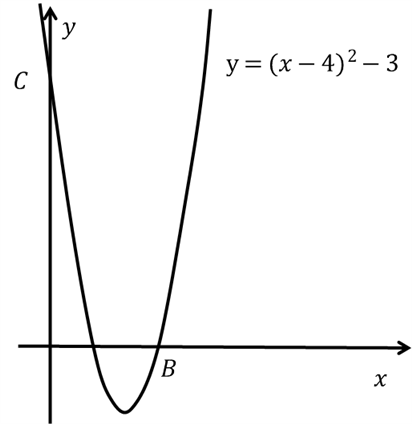 y
C
y = (x − 4)² − 3
B
x